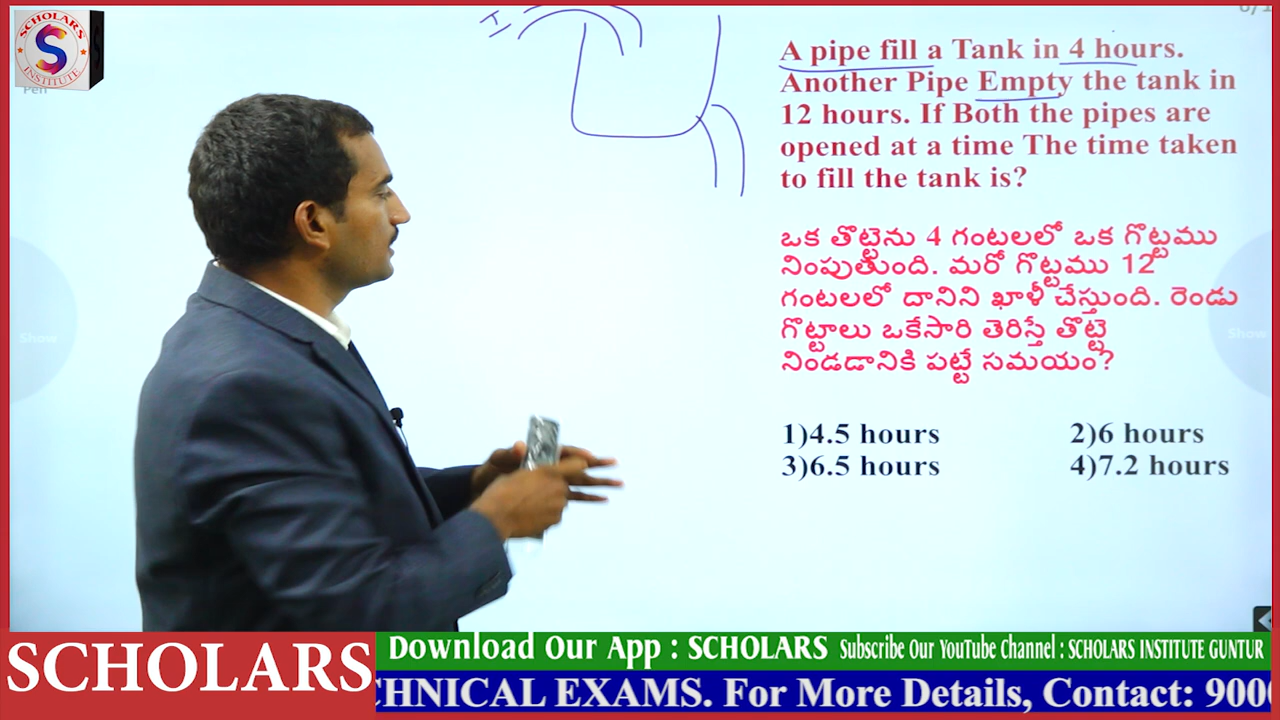 SCHOLARS
S
INSTITUTE
Pen
A pipe fill a Tank in 4 hours.
Another Pipe Empty the tank in
12 hours. If Both the pipes are
opened at a time The time taken
to fill the tank is?
ఒక తొట్టెను 4 గంటలలో ఒక గొట్టము
నింపుతుంది. మరో గొట్టము 12
గంటలలో దానిని ఖాళీ చేస్తుంది. రెండు
గొట్టాలు ఒకేసారి తెరిస్తే తొట్టె
నిండడానికి పట్టే సమయం?
1)4.5 hours 2)6 hours
3)6.5 hours 4)7.2 hours
Show
Show
SCHOLARS
Download Our App : SCHOLARS Subscribe Our YouTube Channel : SCHOLARS INSTITUTE GUNTUR
CHNICAL EXAMS. For More Details, Contact: 900